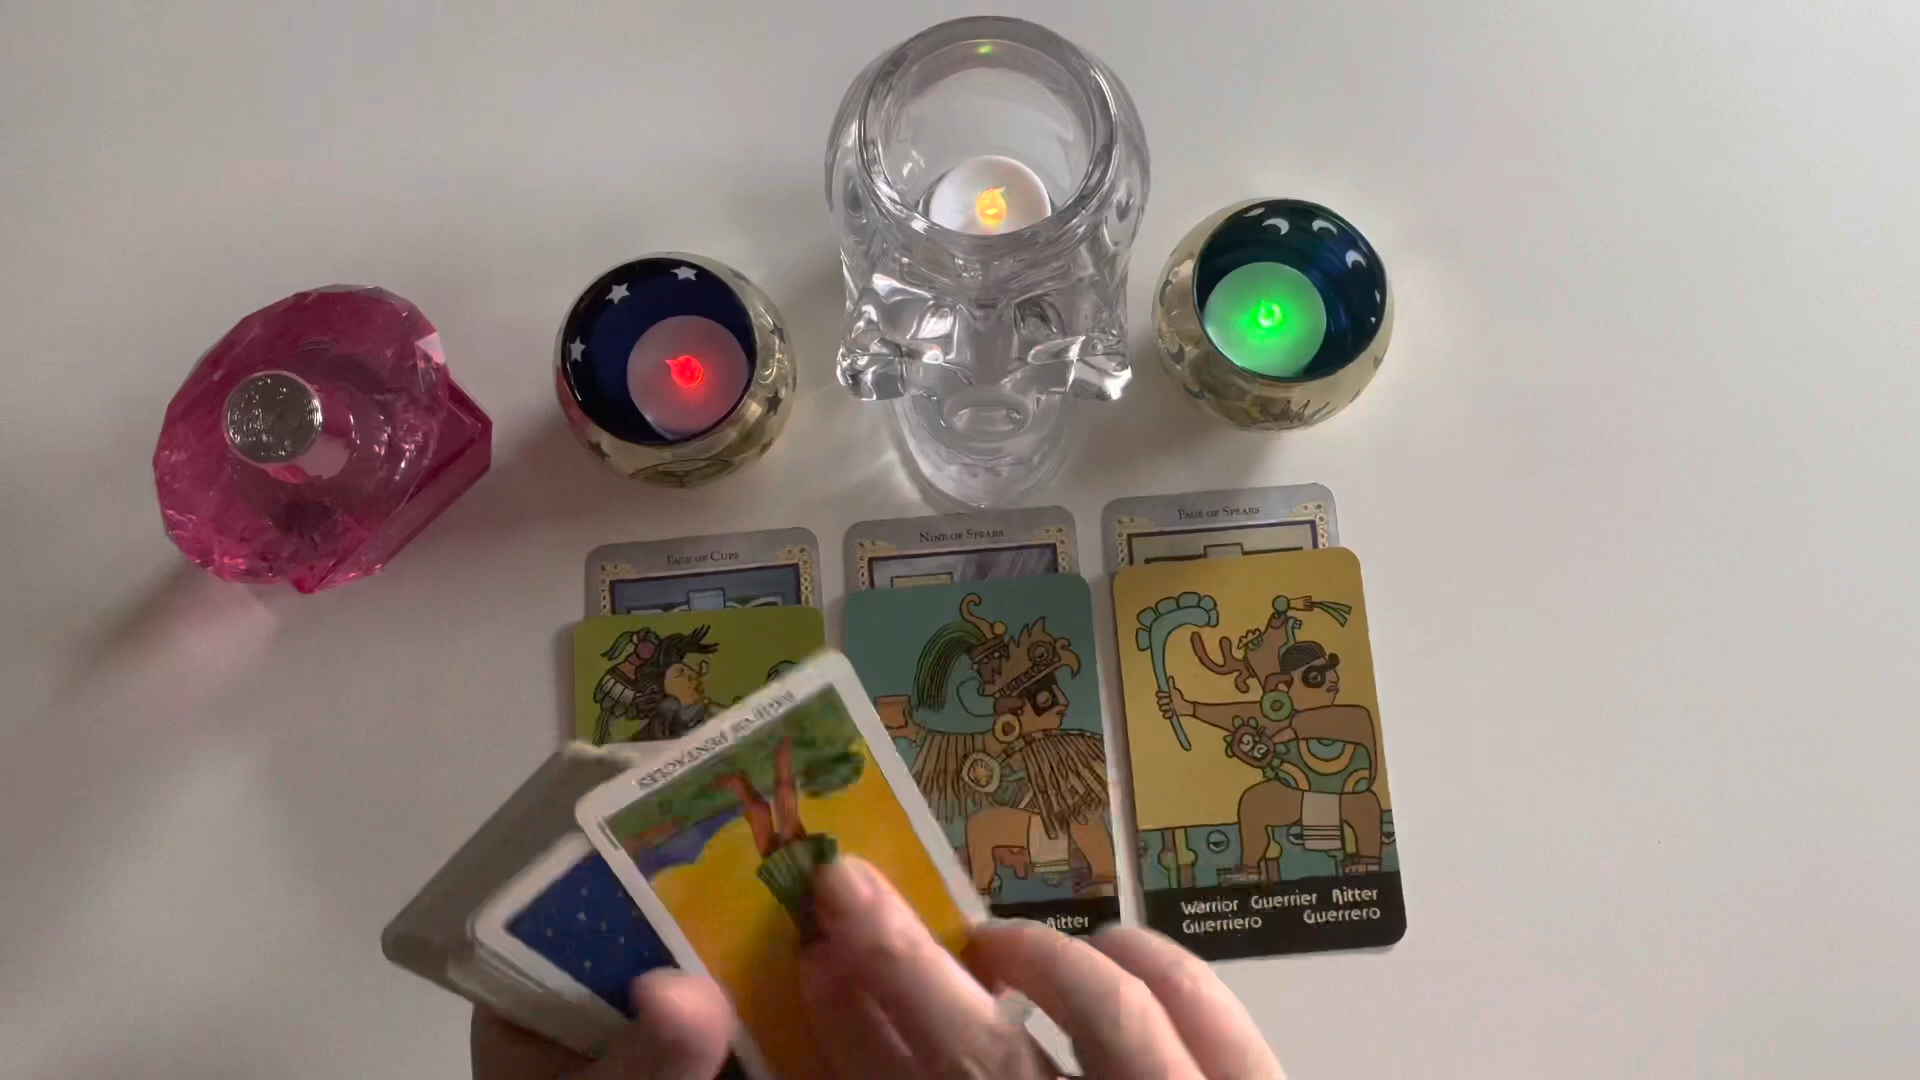 Page of Cups
Nine of Spears
Page of Spears
Ritter
Warrior Guerrier Ritter
Guerriero Guerrero